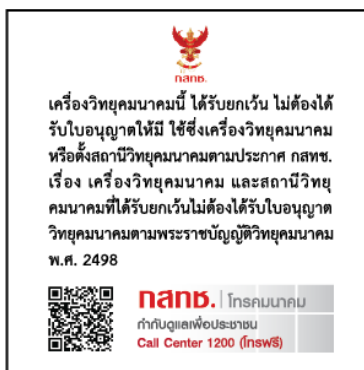 กสทช.
เครื่องวิทยุคมนาคมนี้ ได้รับยกเว้น ไม่ต้องได้
รับใบอนุญาตให้มี ใช้ซึ่งเครื่องวิทยุคมนาคม
หรือตั้งสถานีวิทยุคมนาคมตามประกาศ กสทช.
เรื่อง เครื่องวิทยุคมนาคม และสถานีวิทยุ
คมนาคมที่ได้รับยกเว้นไม่ต้องได้รับใบอนุญาต
วิทยุคมนาคมตามพระราชบัญญัติวิทยุคมนาคม
พ.ศ. 2498
กสทช. | โทรคมนาคม
กำกับดูแลเพื่อประชาชน
Call Center 1200 (โทรฟรี)